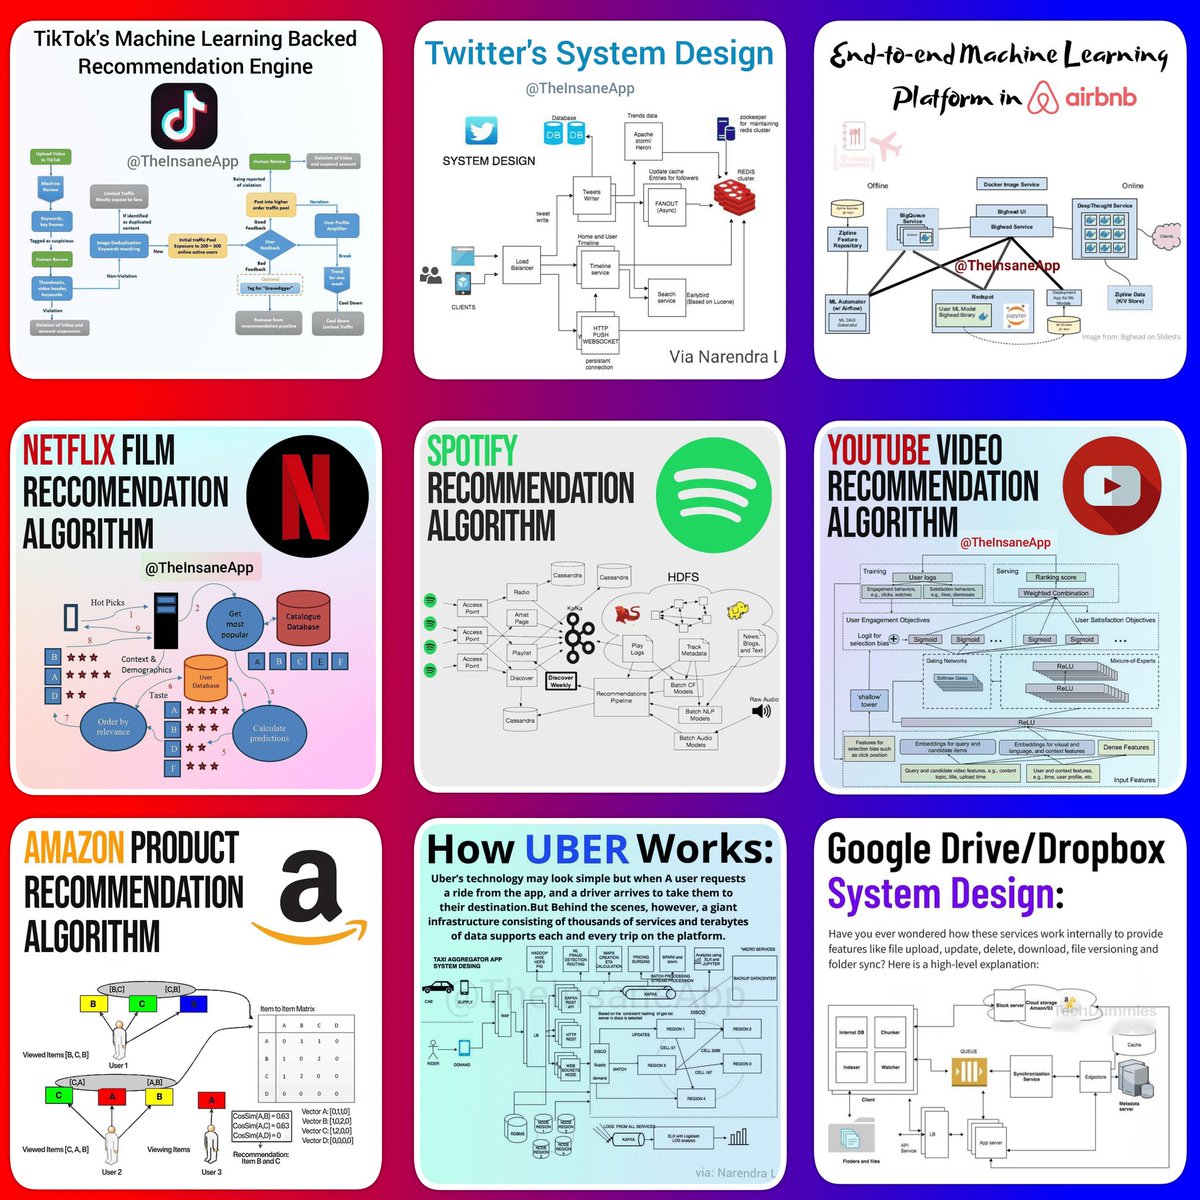 TikTok's Machine Learning Backed
Recommendation Engine
@TheInsaneApp
Upload Video
to TikTok
Machine
Review
Keywords,
key frames
Tagged as suspicious
Human Review
Thumbnails,
video header,
Keywords
Violation
Deletion of Video and
account suspension
Limited Traffic
Mostly expose to fans
If identified
as duplicated
content
Image Deduplication
Keywords marching
Non-Violation
New
Initial traffic Pool
Exposure to 200 – 300
online active users
Human Review
Deletion of Video
and suspend account
Being reported
of violation
Pest into higher
order traffic pool
Iteration
Good
Feedback
User Profile
Amplifier
User
feedback
Bad
Feedback
Break
Optional
Tag for "Gravedigger"
Trend
for one
week
Cool Down
Remove from
recommendation pipeline
Cool down
Limited Traffic
Twitter's System Design
@TheInsaneApp
SYSTEM DESIGN
Database
DB
DB
Trends data
Apache
storm/
Heron
zookeeper
for maintaining
redis cluster
Update cache
Entries for followers
REDIS
cluster
Tweets
Writer
FANOUT
(Async)
tweet
write
Home and User
Timeline
Load
Balancer
Timeline
service
CLIENTS
Search
service
Earlybird
(Based on Lucene)
HTTP
PUSH
WEBSOCKET
persistant
connection
Via Narendra L
End-to-end Machine Learning
Platform in airbnb
Offline
Docker Image Service
Online
BigQueue
Service
Bighead UI
Bighead Service
DeepThought Service
Clients
Zipline
Feature
Repository
@TheInsaneApp
ML Automator
(w/ Airflow)
ML DAG
Generator
Redspot
User ML Model
Bighead library
jupyter
Deployment
App for ML
Models
Zipline Data
(K/V Store)
Image from: Bighead on Slidesha
NETFLIX FILM
RECCOMENDATION
ALGORITHM
N
@TheInsaneApp
Hot Picks
1
2
9
8
Get
most
popular
Catalogue
Database
A B C E F
B
A
D
Context &
Demographics
User
Database
6
Taste
4
3
7
Order by
relevance
A
B
D
F
5
Calculate
predictions
SPOTIFY
RECOMMENDATION
ALGORITHM
Cassandra
Cassandra
HDFS
Radio
Access
Point
Artist
Page
Kafka
Access
Point
Playlist
Play
Logs
Track
Metadata
News,
Blogs,
and Text
Access
Point
Discover
Discover
Weekly
Recommendations
Pipeline
Batch CF
Models
Raw Audio
Cassandra
Batch NLP
Models
Batch Audio
Models
YOUTUBE VIDEO
RECOMMENDATION
ALGORITHM
@TheInsaneApp
Training
Serving
User logs
Ranking score
Engagement behaviors,
e.g., clicks, watches
Satisfaction behaviors,
e.g., likes, dismissals
Weighted Combination
User Engagement Objectives
User Satisfaction Objectives
Logit for
selection bias
Sigmoid
Sigmoid
Sigmoid
Sigmoid
Gating Networks
Mixture-of-Experts
Softmax Gates
ReLU
ReLU
'shallow'
tower
ReLU
Features for
selection bias such
as click position
Embeddings for query and
candidate items
Embeddings for visual and
language, and context features
Dense Features
Query and candidate video features, e.g., content
topic, title, upload time
User and context features,
e.g., time, user profile, etc.
Input Features
AMAZON PRODUCT
RECOMMENDATION
ALGORITHM
a
[B,C]
[C,B]
B
C
Item to Item Matrix
A B C D
A 0 1 1 0
B 1 0 2 0
C 1 2 0 0
D 0 0 0 0
Viewed Items [B, C, B]
User 1
[C,A]
[A,B]
C
A
B
A
CosSim(A,B) = 0.63
CosSim(A,C) = 0.63
CosSim(A,D) = 0
Vector A: [0,1,1,0]
Vector B: [1,0,2,0]
Vector C: [1,2,0,0]
Vector D: [0,0,0,0]
Viewed Items [C, A, B]
User 2
Viewing Items
User 3
Recommendation:
Item B and C
How UBER Works:
Uber's technology may look simple but when A user requests
a ride from the app, and a driver arrives to take them to
their destination.But Behind the scenes, however, a giant
infrastructure consisting of thousands of services and terabytes
of data supports each and every trip on the platform.
TAXI AGGREGATOR APP
SYSTEM DESING
HADOOP
HIVE
HDFS
PIG
ML
FRAUD
DETECTION
ROUTING
MAPS
CREATION
ETA
CALCULATION
PRICING
SURGING
SPARK and
storm
Analytics using
ELK and
JUPYTER
*MICRO SERVICES
BACKUP DATACENTER
BATCH PROCESSING
STREAM PROCESSION
KAFKA
@TheInsaneApp
CAB
SUPPLY
WAF
LB
KAFKA
REST
API
DISCO
Based on the consistent hashing of geo loc
server in disco is selected
UPDATES
REGION 1
REGION 2
HTTP
REST
RIDER
DEMAND
DISCO
Supply
demand
MATCH
CELL 57
CELL 2089
REGION 5
REGION 3
CELL 167
WEB
SOCKETS
NODE
REGION 4
RDBMS
NODE
REGION
NODE
REGION
LOGS FROM ALL SERVICES
KAFKA
ELK with Logstash
LOG analysis
via: Narendra L
Google Drive/Dropbox
System Design:
Have you ever wondered how these services work internally to provide
features like file upload, update, delete, download, file versioning and
folder sync? Here is a high-level explanation:
Block server
Cloud storage
Amazon/S3
TechDummies
Internal DB
Chunker
Indexer
Watcher
Client
QUEUE
Synchronization
Service
Cache
Edgestore
Metadata
server
Floders and files
API
Service
LB
App server